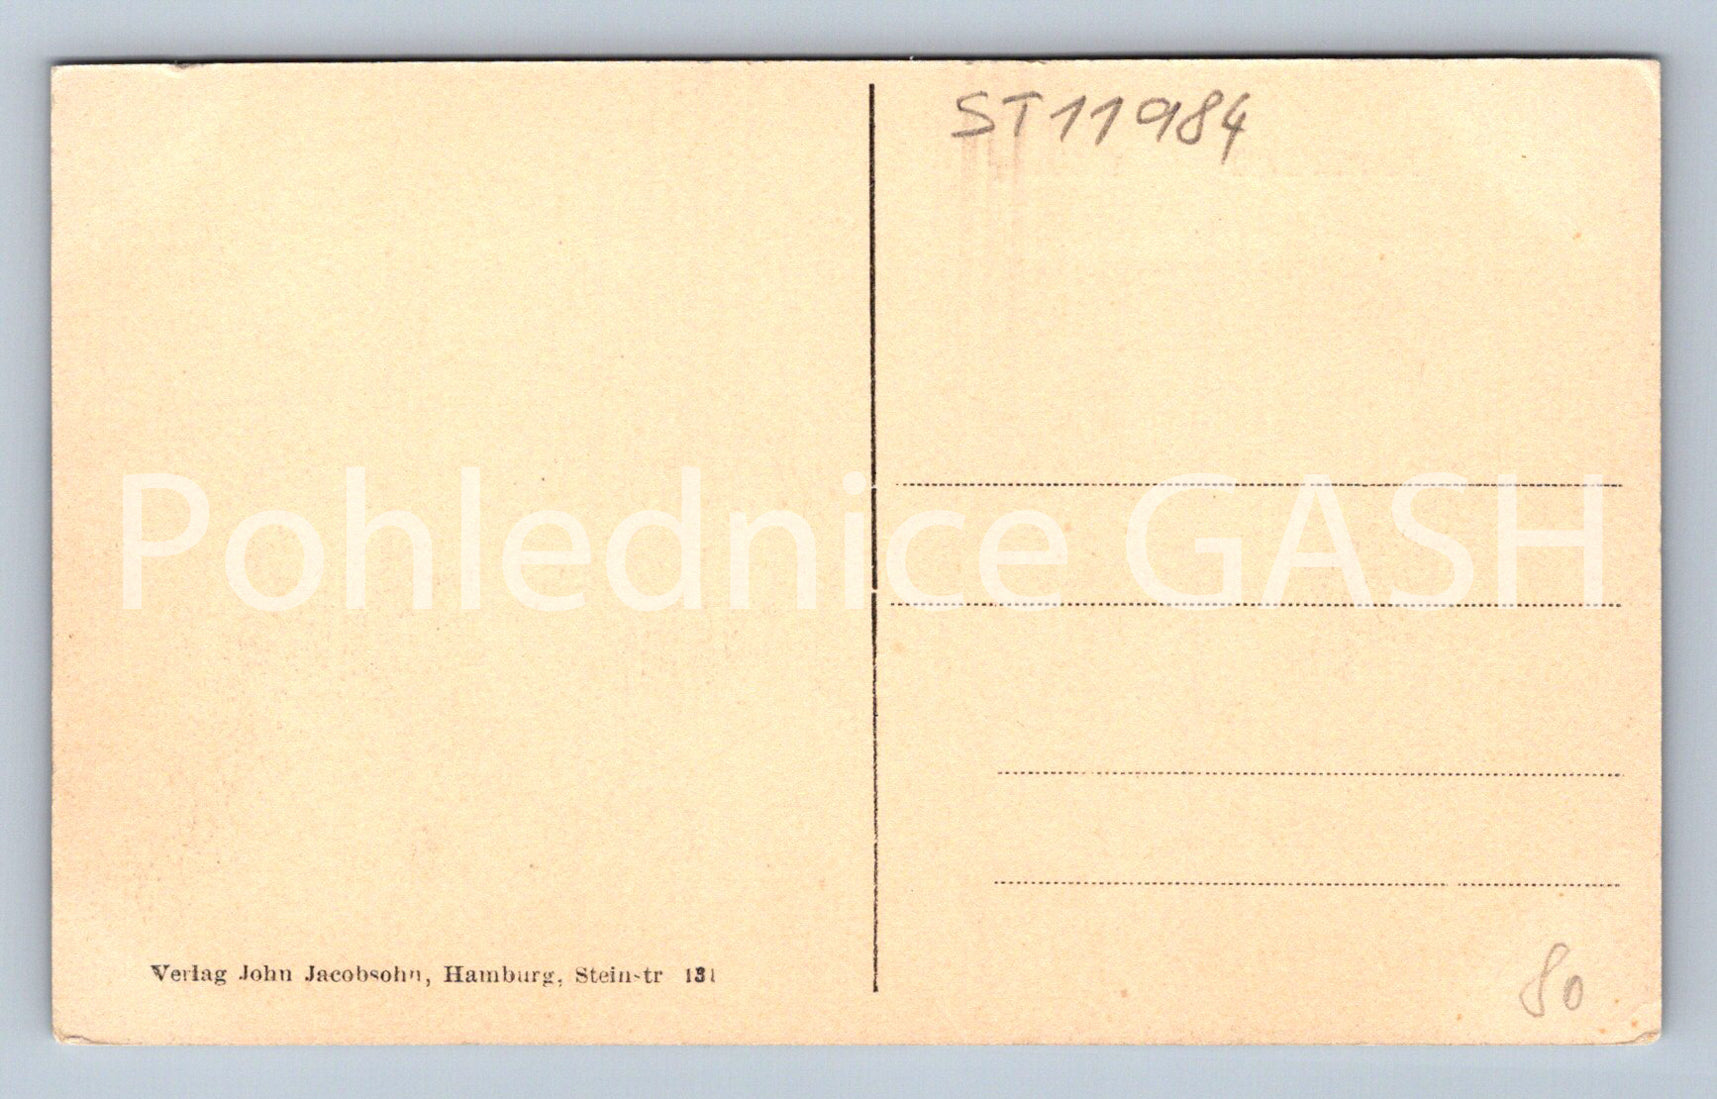 ST11984
Pohlednice GASH
Verlag John Jacobsohn, Hamburg, Stein-tr 131
80